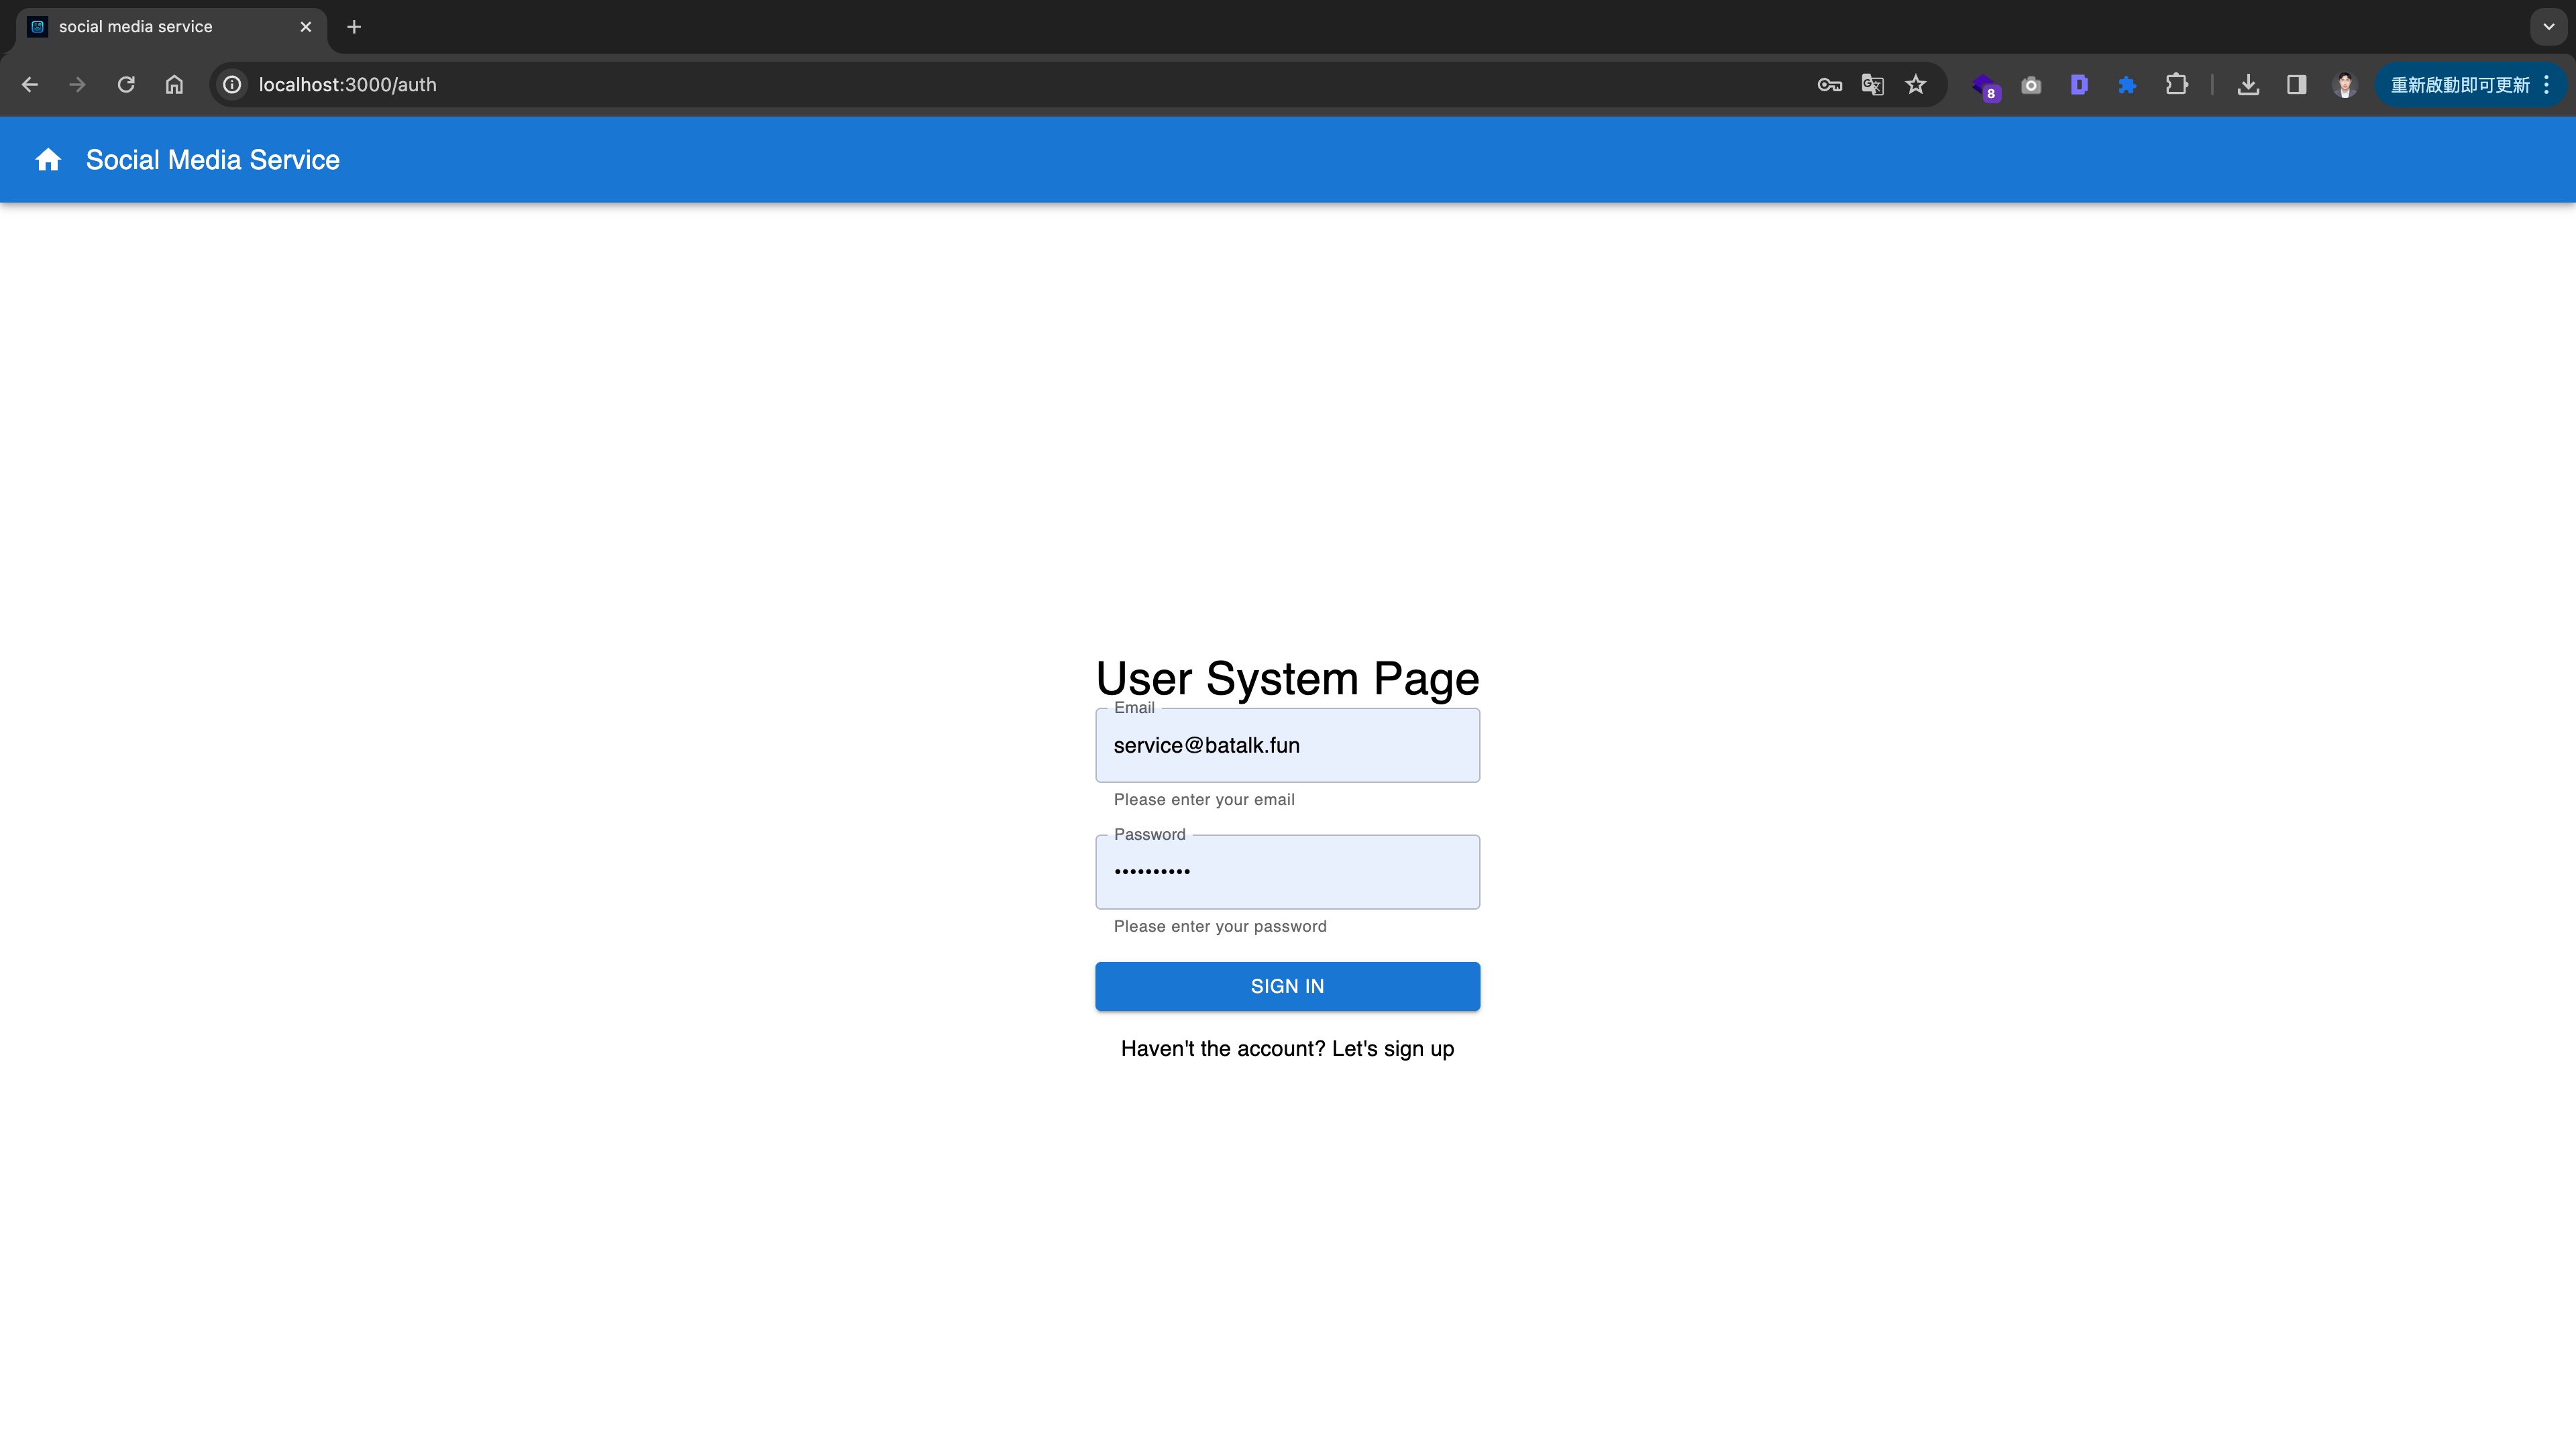 social media service
localhost:3000/auth
8
重新啟動即可更新
Social Media Service
User System Page
Email
service@batalk.fun
Please enter your email
Password
••••••••••
Please enter your password
SIGN IN
Haven't the account? Let's sign up